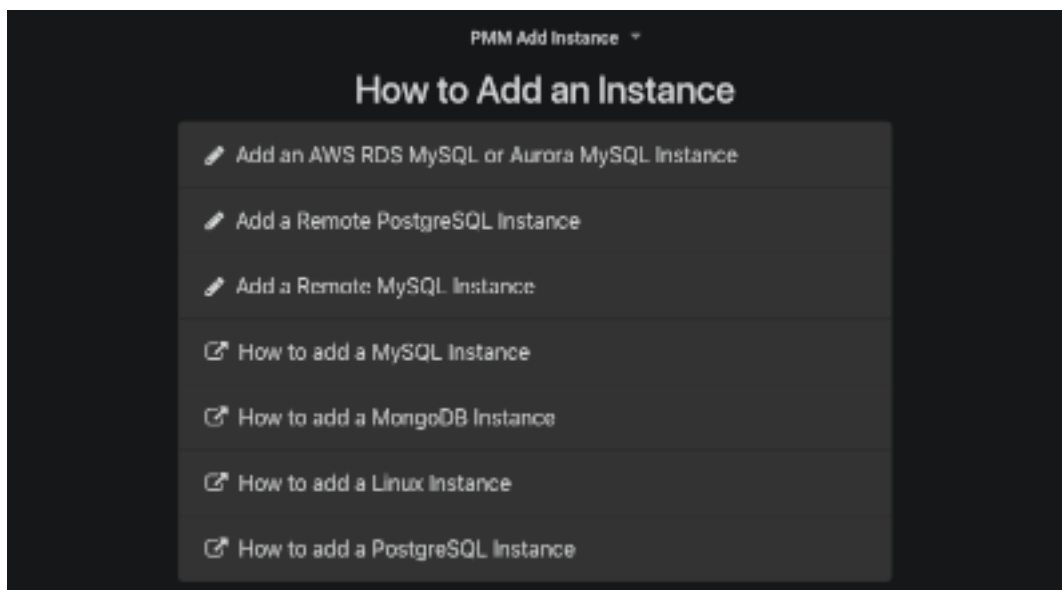 PMM Add Instance
How to Add an Instance
Add an AWS RDS MySQL or Aurora MySQL Instance
Add a Remote PostgreSQL Instance
Add a Remote MySQL Instance
How to add a MySQL Instance
How to add a MongoDB Instance
How to add a Linux Instance
How to add a PostgreSQL Instance